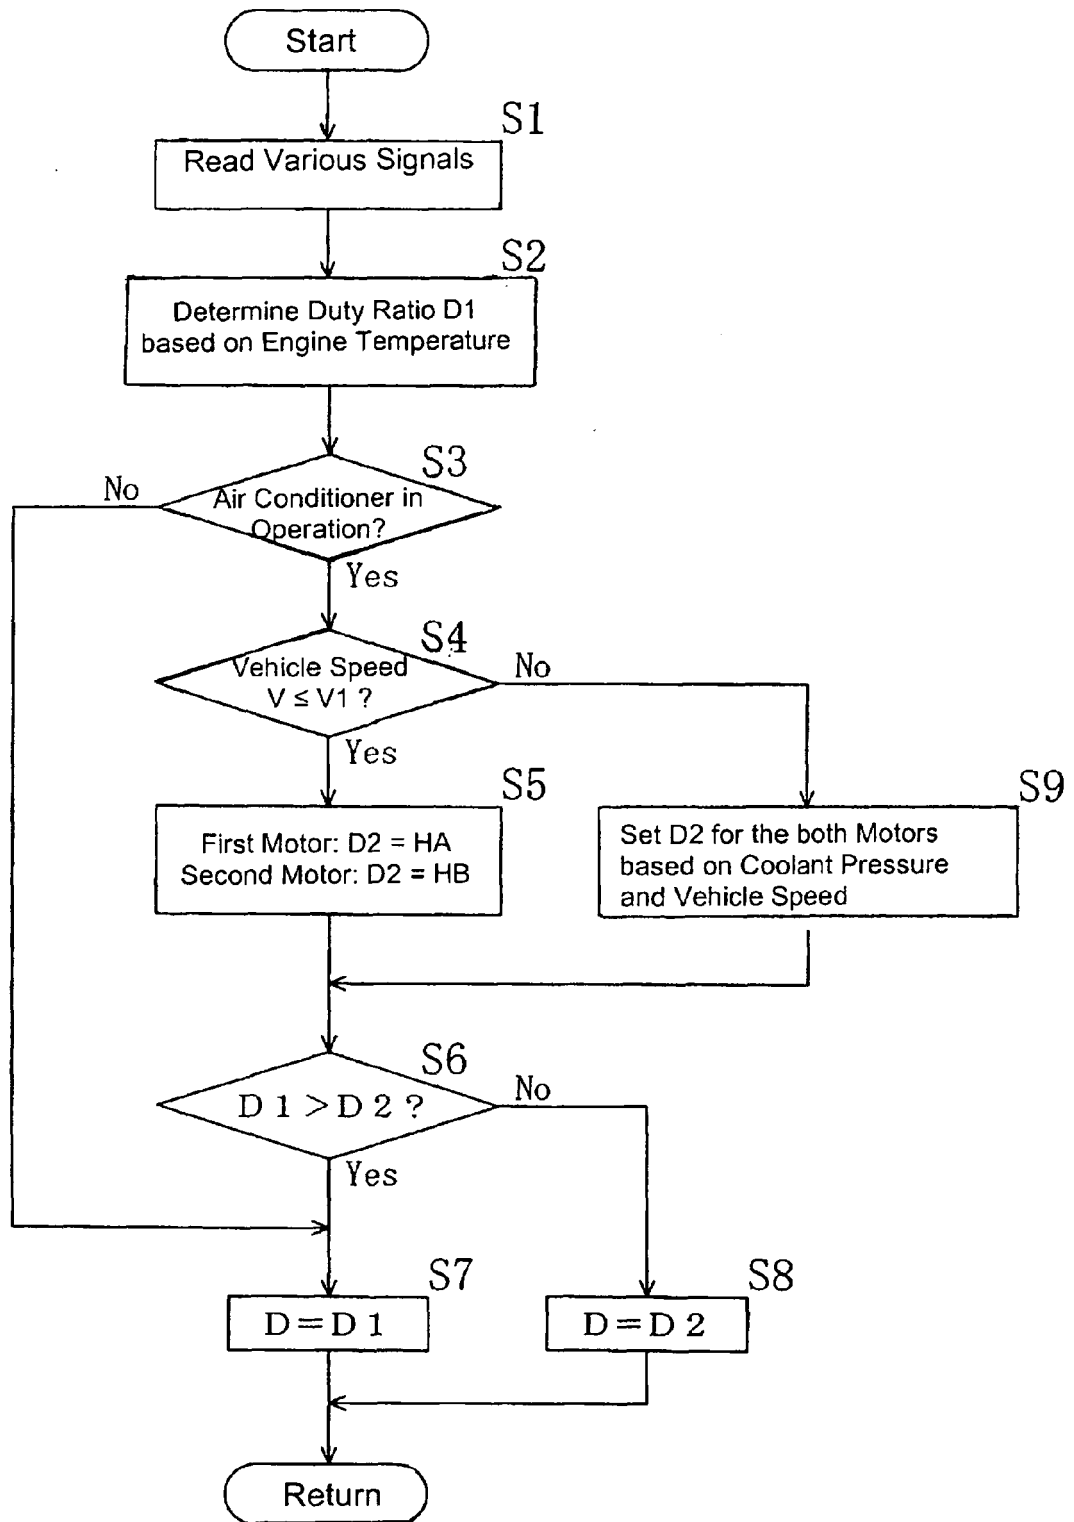 Start
S1
Read Various Signals
S2
Determine Duty Ratio D1
based on Engine Temperature
S3
No
Air Conditioner in
Operation?
Yes
S4
Vehicle Speed
V ≤ V1 ?
No
Yes
S5
First Motor: D2 = HA
Second Motor: D2 = HB
S9
Set D2 for the both Motors
based on Coolant Pressure
and Vehicle Speed
S6
D 1 > D 2 ?
No
Yes
S7
D = D 1
S8
D = D 2
Return